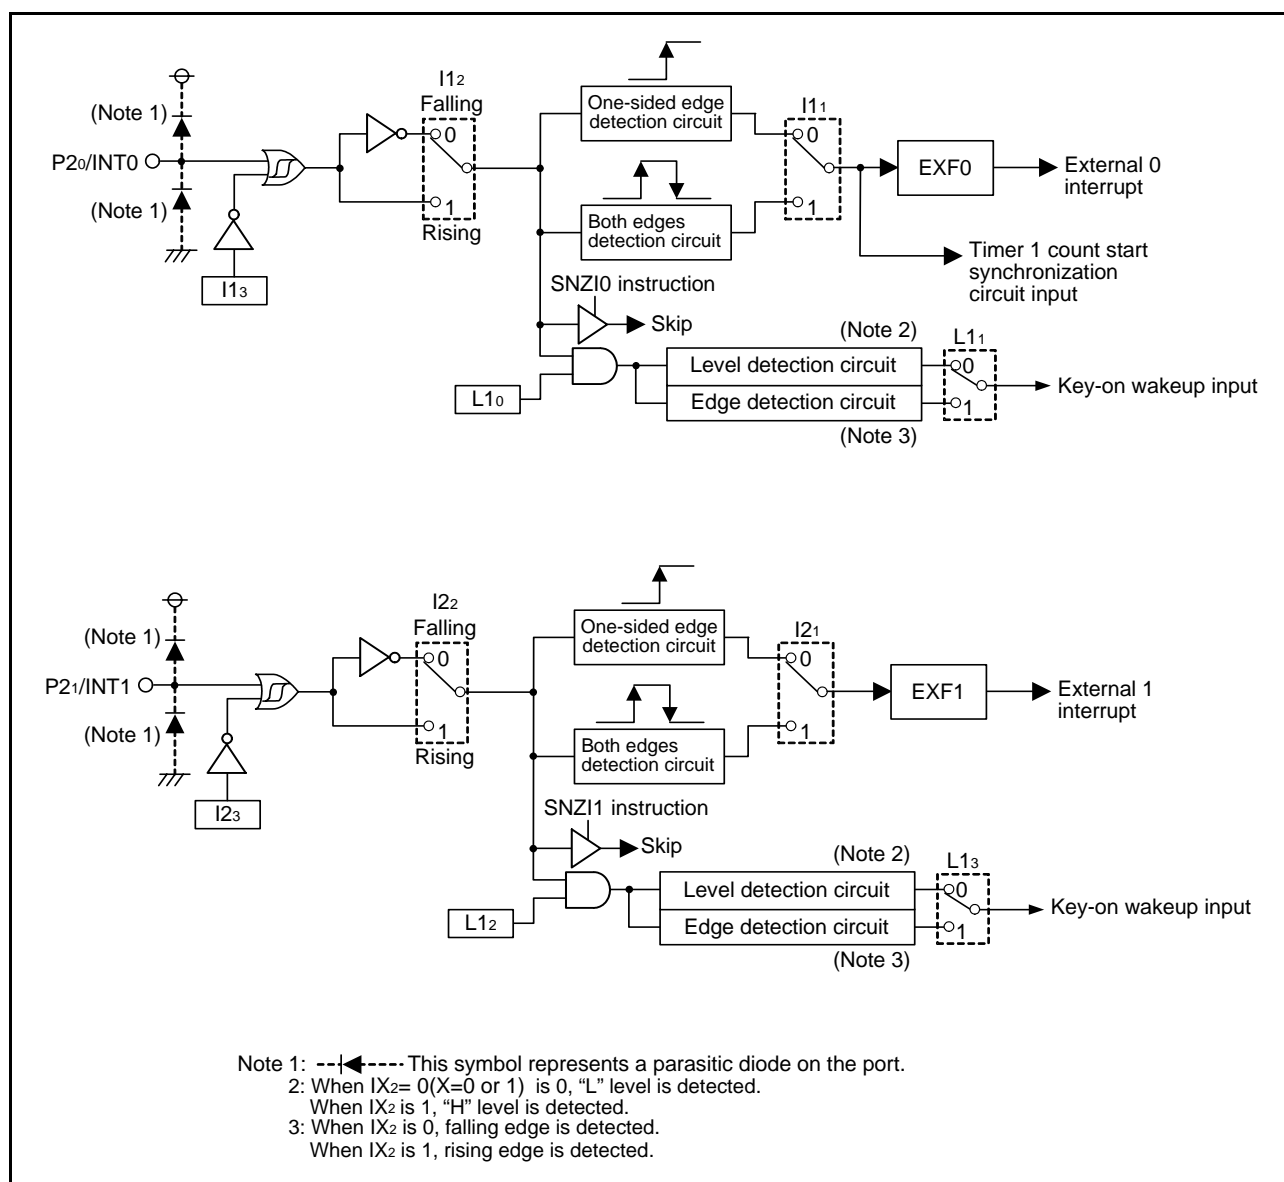 I12
Falling
0
1
Rising
(Note 1)
P20/INT0
(Note 1)
I13
One-sided edge
detection circuit
Both edges
detection circuit
I11
0
1
EXF0
External 0
interrupt
Timer 1 count start
synchronization
circuit input
SNZI0 instruction
Skip
L10
(Note 2)
Level detection circuit
Edge detection circuit
(Note 3)
L11
0
1
Key-on wakeup input
I22
Falling
0
1
Rising
(Note 1)
P21/INT1
(Note 1)
I23
One-sided edge
detection circuit
Both edges
detection circuit
I21
0
1
EXF1
External 1
interrupt
SNZI1 instruction
Skip
L12
(Note 2)
Level detection circuit
Edge detection circuit
(Note 3)
L13
0
1
Key-on wakeup input
Note 1: This symbol represents a parasitic diode on the port.
2: When IX2= 0(X=0 or 1) is 0, “L” level is detected.
When IX2 is 1, “H” level is detected.
3: When IX2 is 0, falling edge is detected.
When IX2 is 1, rising edge is detected.